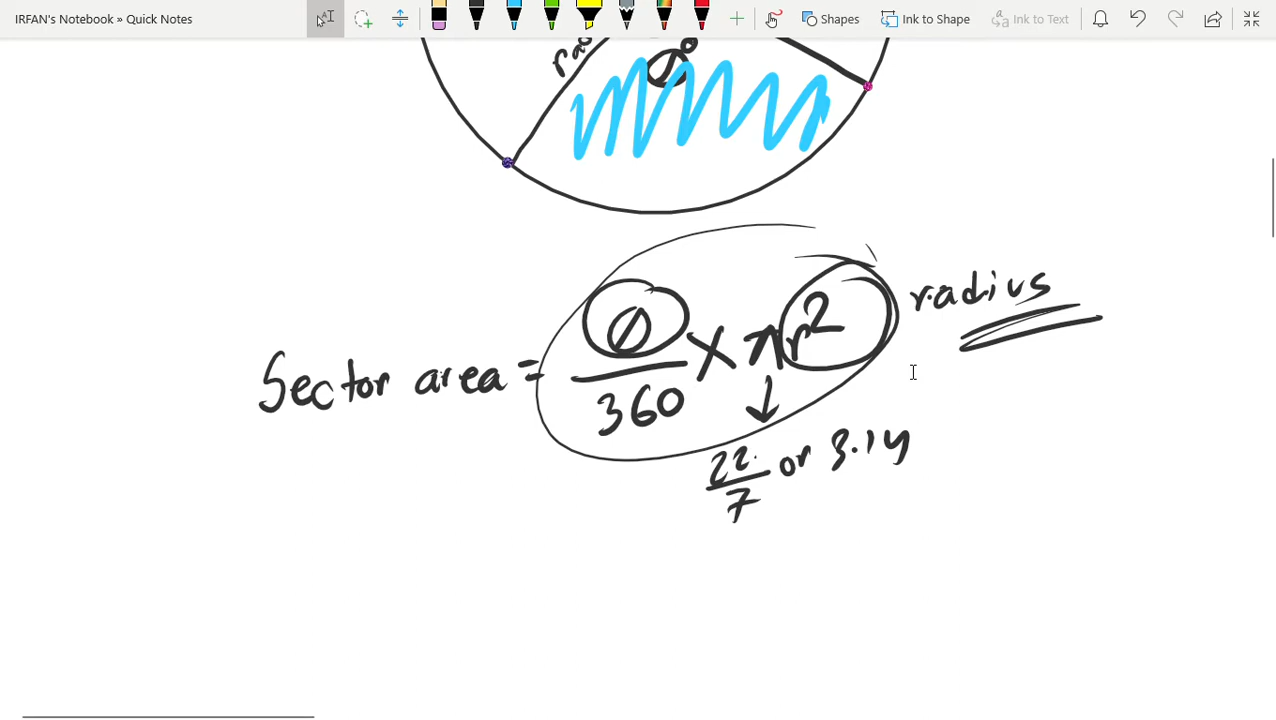 IRFAN's Notebook » Quick Notes
Shapes
Ink to Shape
Ink to Text
θ°
radius
Sector area = θ/360 × πr²
22/7 or 3.14